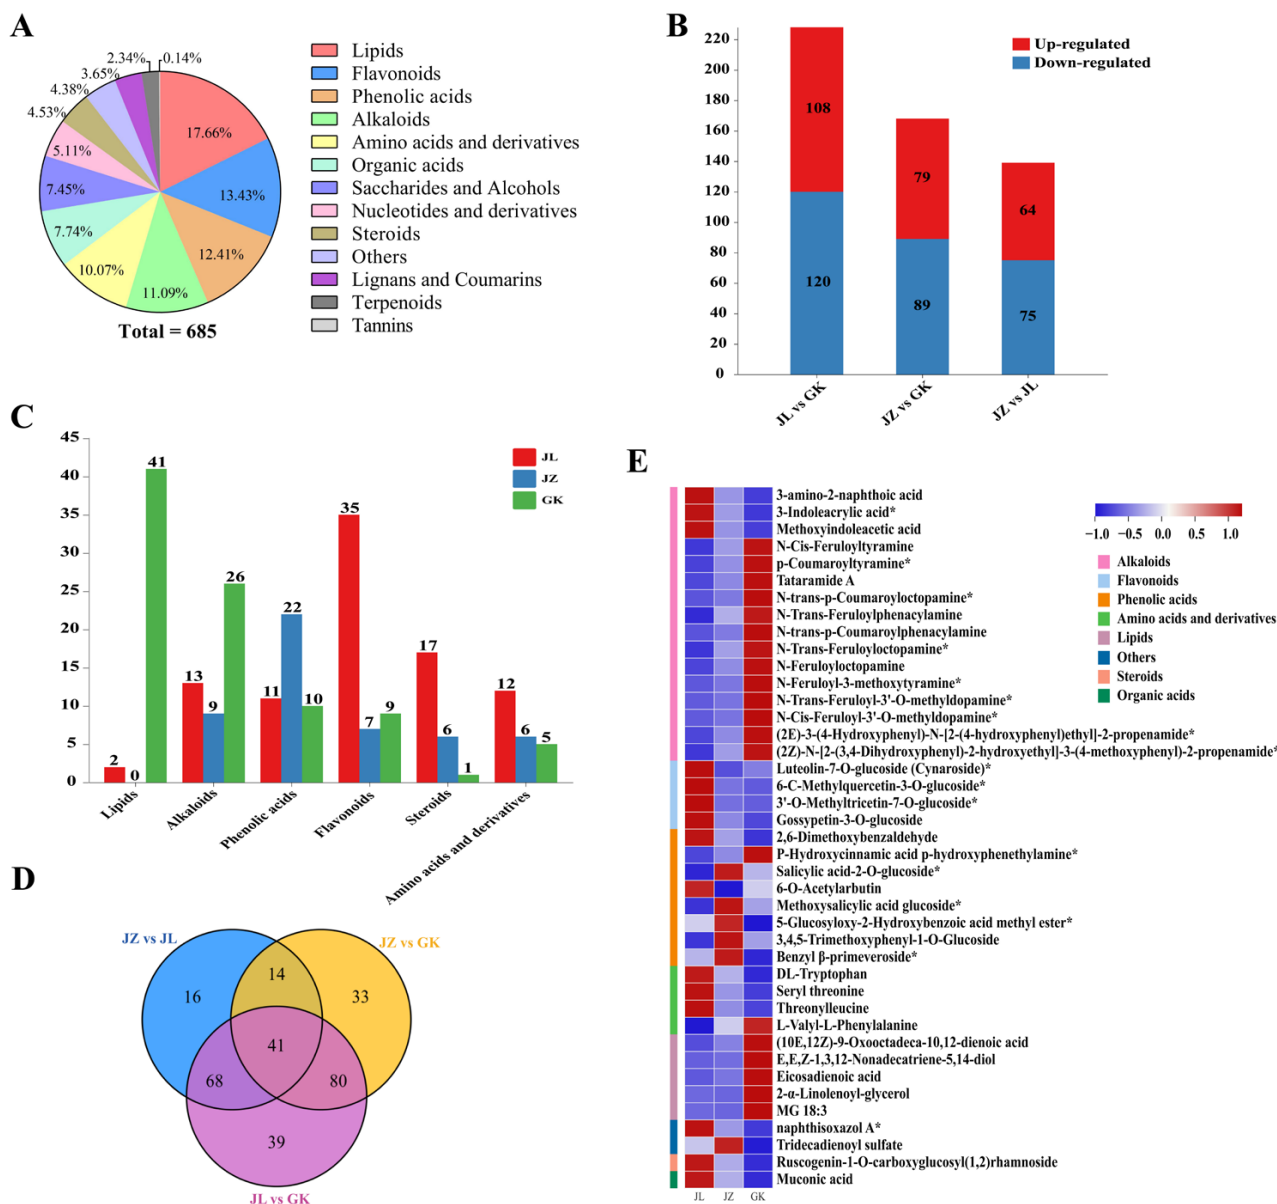 A
2.34%
0.14%
3.65%
4.38%
4.53%
5.11%
7.45%
7.74%
10.07%
11.09%
12.41%
13.43%
17.66%
Total = 685
Lipids
Flavonoids
Phenolic acids
Alkaloids
Amino acids and derivatives
Organic acids
Saccharides and Alcohols
Nucleotides and derivatives
Steroids
Others
Lignans and Coumarins
Terpenoids
Tannins
B
220
200
180
160
140
120
100
80
60
40
20
0
108
120
79
89
64
75
JL vs GK
JZ vs GK
JZ vs JL
Up-regulated
Down-regulated
C
45
40
35
30
25
20
15
10
5
0
2
0
41
13
9
26
11
22
10
35
7
9
17
6
1
12
6
5
Lipids
Alkaloids
Phenolic acids
Flavonoids
Steroids
Amino acids and derivatives
JL
JZ
GK
D
JZ vs JL
JZ vs GK
14
16
33
41
68
80
39
JL vs GK
E
3-amino-2-naphthoic acid
3-Indoleacrylic acid*
Methoxyindoleacetic acid
N-Cis-Feruloyltyramine
p-Coumaroyltyramine*
Tataramide A
N-trans-p-Coumaroyloctopamine*
N-Trans-Feruloylphenacylamine
N-trans-p-Coumaroylphenacylamine
N-Trans-Feruloyloctopamine*
N-Feruloyloctopamine
N-Feruloyl-3-methoxytyramine*
N-Trans-Feruloyl-3'-O-methyldopamine*
N-Cis-Feruloyl-3'-O-methyldopamine*
(2E)-3-(4-Hydroxyphenyl)-N-[2-(4-hydroxyphenyl)ethyl]-2-propenamide*
(2Z)-N-[2-(3,4-Dihydroxyphenyl)-2-hydroxyethyl]-3-(4-methoxyphenyl)-2-propenamide*
Luteolin-7-O-glucoside (Cynaroside)*
6-C-Methylquercetin-3-O-glucoside*
3'-O-Methyltricetin-7-O-glucoside*
Gossypetin-3-O-glucoside
2,6-Dimethoxybenzaldehyde
P-Hydroxycinnamic acid p-hydroxyphenethylamine*
Salicylic acid-2-O-glucoside*
6-O-Acetylarbutin
Methoxysalicylic acid glucoside*
5-Glucosyloxy-2-Hydroxybenzoic acid methyl ester*
3,4,5-Trimethoxyphenyl-1-O-Glucoside
Benzyl β-primeveroside*
DL-Tryptophan
Seryl threonine
Threonylleucine
L-Valyl-L-Phenylalanine
(10E,12Z)-9-Oxooctadeca-10,12-dienoic acid
E,E,Z-1,3,12-Nonadecatriene-5,14-diol
Eicosadienoic acid
2-α-Linolenoyl-glycerol
MG 18:3
naphthisoxazol A*
Tridecadienoyl sulfate
Ruscogenin-1-O-carboxyglucosyl(1,2)rhamnoside
Muconic acid
JL
JZ
GK
−1.0
−0.5
0.0
0.5
1.0
Alkaloids
Flavonoids
Phenolic acids
Amino acids and derivatives
Lipids
Others
Steroids
Organic acids